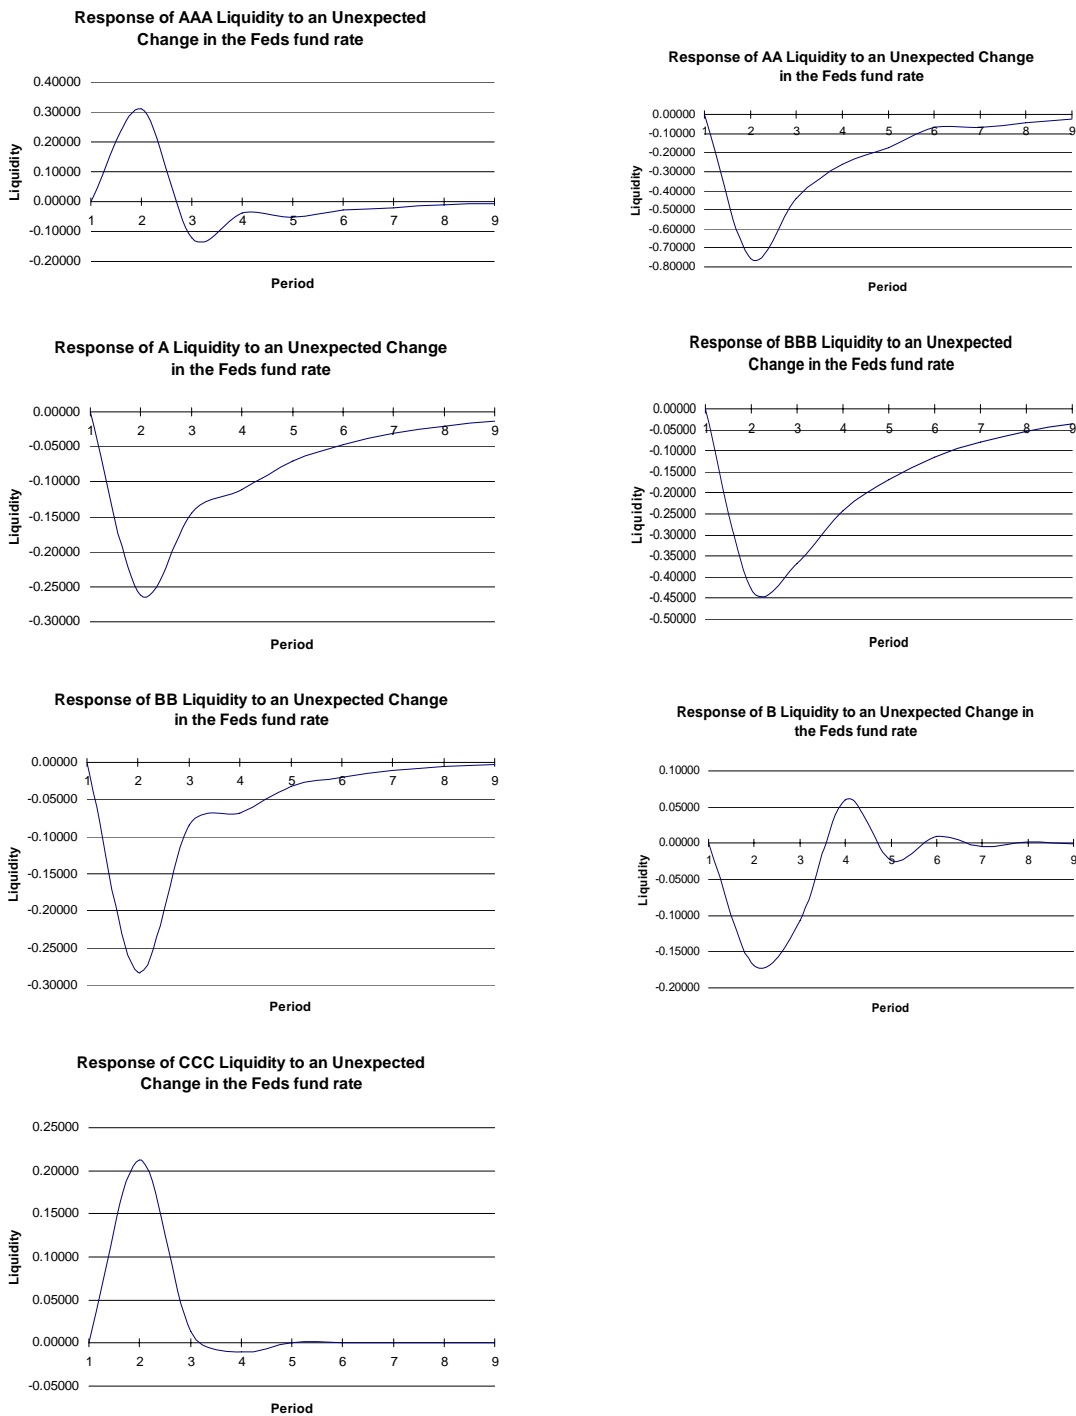 Response of AAA Liquidity to an Unexpected
Change in the Feds fund rate
0.40000
0.30000
0.20000
0.10000
0.00000
-0.10000
-0.20000
1 2 3 4 5 6 7 8 9
Liquidity
Period
Response of AA Liquidity to an Unexpected Change
in the Feds fund rate
0.00000
-0.10000
-0.20000
-0.30000
-0.40000
-0.50000
-0.60000
-0.70000
-0.80000
1 2 3 4 5 6 7 8 9
Liquidity
Period
Response of A Liquidity to an Unexpected Change
in the Feds fund rate
0.00000
-0.05000
-0.10000
-0.15000
-0.20000
-0.25000
-0.30000
1 2 3 4 5 6 7 8 9
Liquidity
Period
Response of BBB Liquidity to an Unexpected
Change in the Feds fund rate
0.00000
-0.05000
-0.10000
-0.15000
-0.20000
-0.25000
-0.30000
-0.35000
-0.40000
-0.45000
-0.50000
1 2 3 4 5 6 7 8 9
Liquidity
Period
Response of BB Liquidity to an Unexpected Change
in the Feds fund rate
0.00000
-0.05000
-0.10000
-0.15000
-0.20000
-0.25000
-0.30000
1 2 3 4 5 6 7 8 9
Liquidity
Period
Response of B Liquidity to an Unexpected Change in
the Feds fund rate
0.10000
0.05000
0.00000
-0.05000
-0.10000
-0.15000
-0.20000
1 2 3 4 5 6 7 8 9
Liquidity
Period
Response of CCC Liquidity to an Unexpected
Change in the Feds fund rate
0.25000
0.20000
0.15000
0.10000
0.05000
0.00000
-0.05000
1 2 3 4 5 6 7 8 9
Liquidity
Period